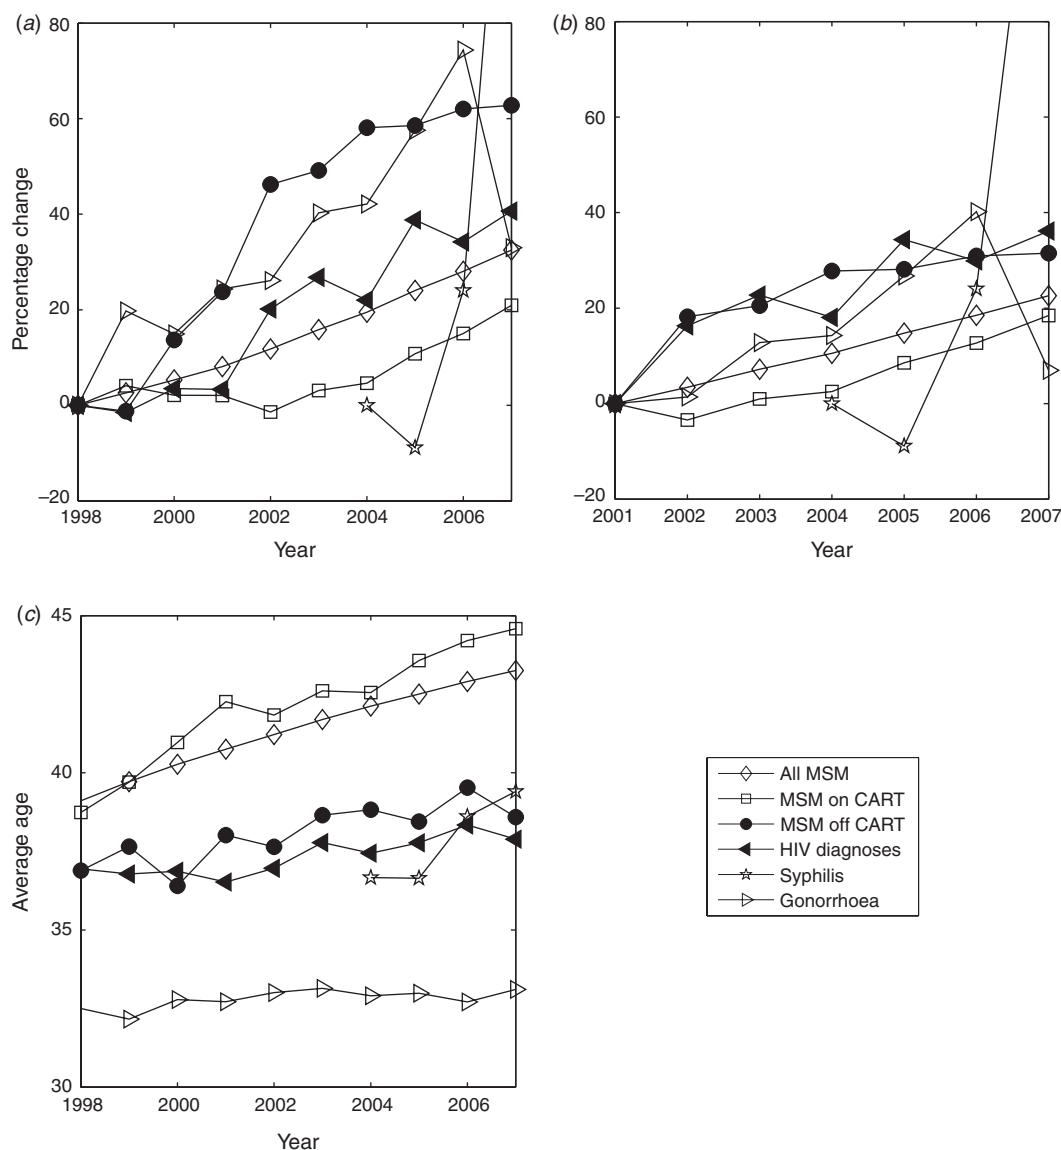 (a)
80
60
40
20
0
–20
Percentage change
1998 2000 2002 2004 2006
Year
(b)
80
60
40
20
0
–20
2001 2002 2003 2004 2005 2006 2007
Year
(c)
45
40
35
30
Average age
1998 2000 2002 2004 2006
Year
All MSM
MSM on CART
MSM off CART
HIV diagnoses
Syphilis
Gonorrhoea